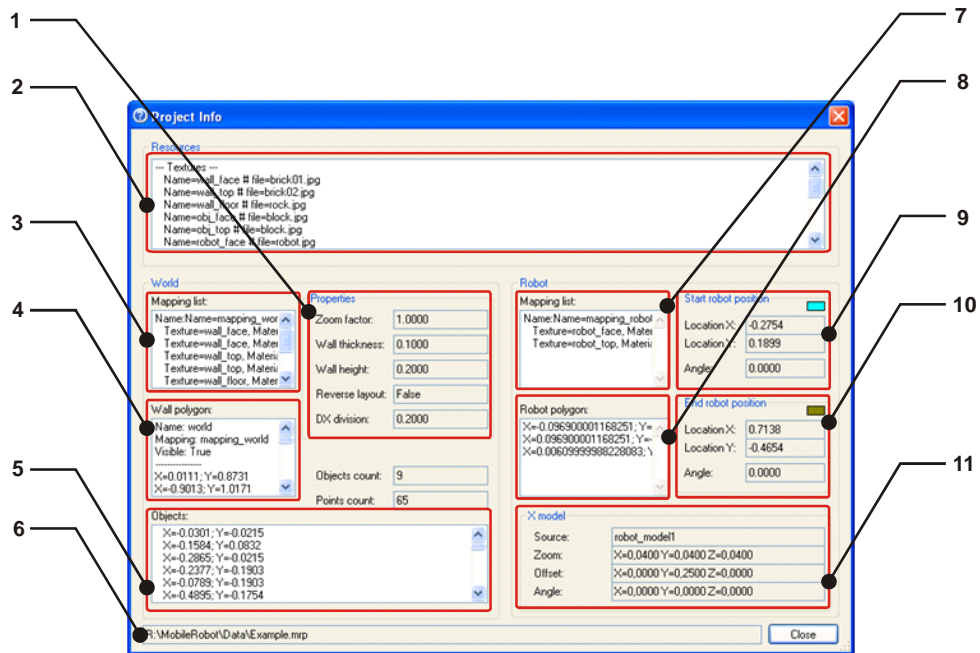 1
2
3
4
5
6
7
8
9
10
11
Project Info
Resources
--- Textures ---
Name=wall_face # file=brick01.jpg
Name=wall_top # file=brick02.jpg
Name=wall_floor # file=rock.jpg
Name=obj_face # file=block.jpg
Name=obj_top # file=block.jpg
Name=robot_face # file=robot.jpg
World
Mapping list:
Name:Name=mapping_wor
Texture=wall_face, Mater
Texture=wall_face, Mater
Texture=wall_top, Materia
Texture=wall_top, Materia
Texture=wall_floor, Mater
Properties
Zoom factor: 1.0000
Wall thickness: 0.1000
Wall height: 0.2000
Reverse layout: False
DX division: 0.2000
Wall polygon:
Name: world
Mapping: mapping_world
Visible: True
----------------
X=0.0111; Y=0.8731
X=-0.9013; Y=1.0171
Objects count: 9
Points count: 65
Objects:
X=-0.0301; Y=-0.0215
X=-0.1584; Y=0.0832
X=-0.2865; Y=-0.0215
X=-0.2377; Y=-0.1903
X=-0.0789; Y=-0.1903
X=-0.4895; Y=-0.1754
Robot
Mapping list:
Name:Name=mapping_robot
Texture=robot_face, Mate
Texture=robot_top, Materi
Start robot position
Location X: -0.2754
Location Y: 0.1899
Angle: 0.0000
Robot polygon:
X=-0.096900001168251; Y=
X=0.096900001168251; Y=-
X=0.00609999988228083; Y
End robot position
Location X: 0.7138
Location Y: -0.4654
Angle: 0.0000
X model
Source: robot_model1
Zoom: X=0,0400 Y=0,0400 Z=0,0400
Offset: X=0,0000 Y=0,2500 Z=0,0000
Angle: X=0,0000 Y=0,0000 Z=0,0000
R:\MobileRobot\Data\Example.mrp
Close